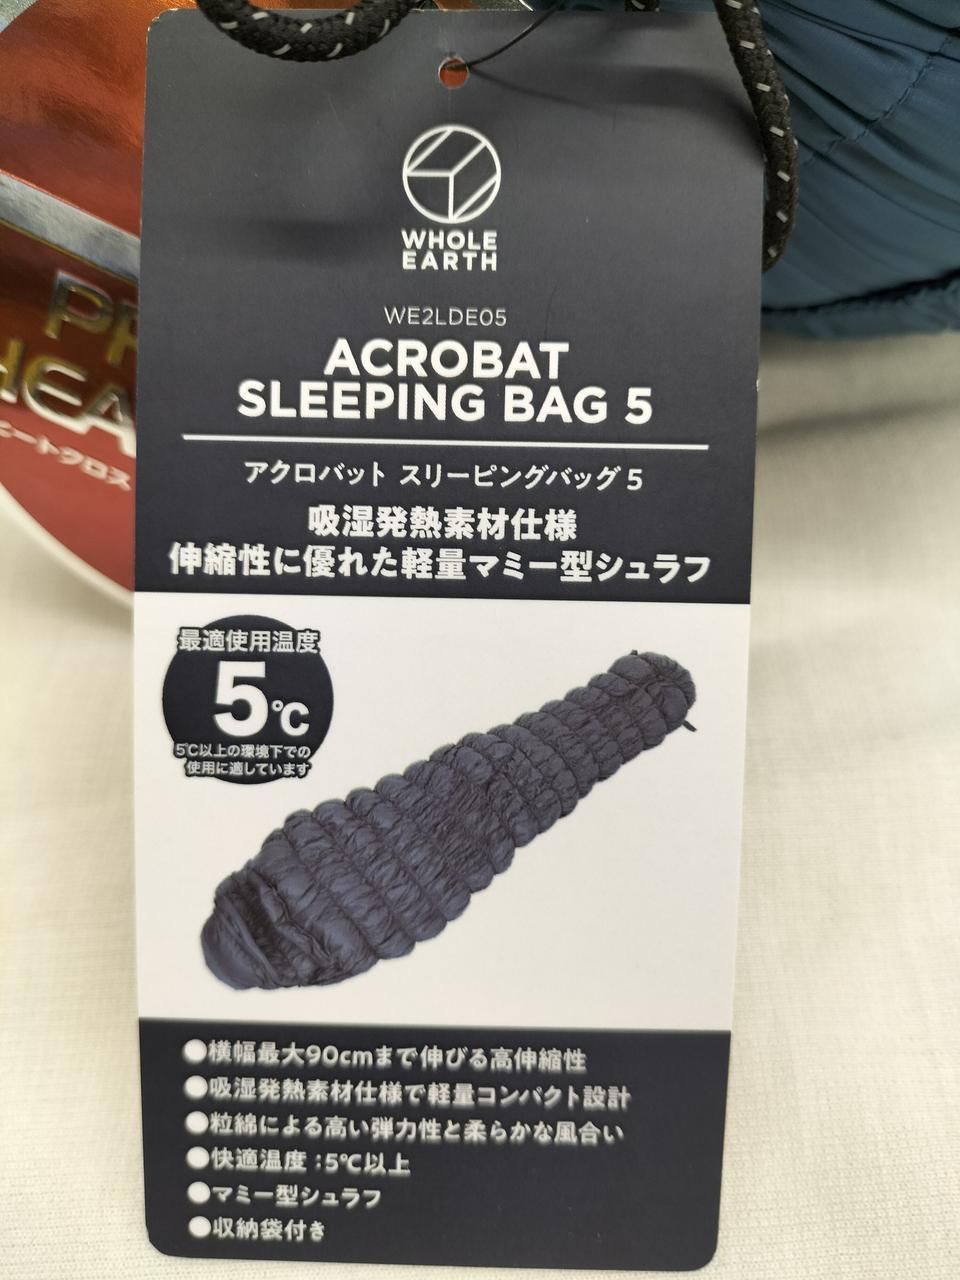 WHOLE
EARTH
WE2LDE05
ACROBAT
SLEEPING BAG 5
アクロバット スリーピングバッグ 5
吸湿発熱素材仕様
伸縮性に優れた軽量マミー型シュラフ
最適使用温度
5℃
5℃以上の環境下での
使用に適しています
●横幅最大90cmまで伸びる高伸縮性
●吸湿発熱素材仕様で軽量コンパクト設計
●粒綿による高い弾力性と柔らかな風合い
●快適温度:5℃以上
●マミー型シュラフ
●収納袋付き
ートクロス